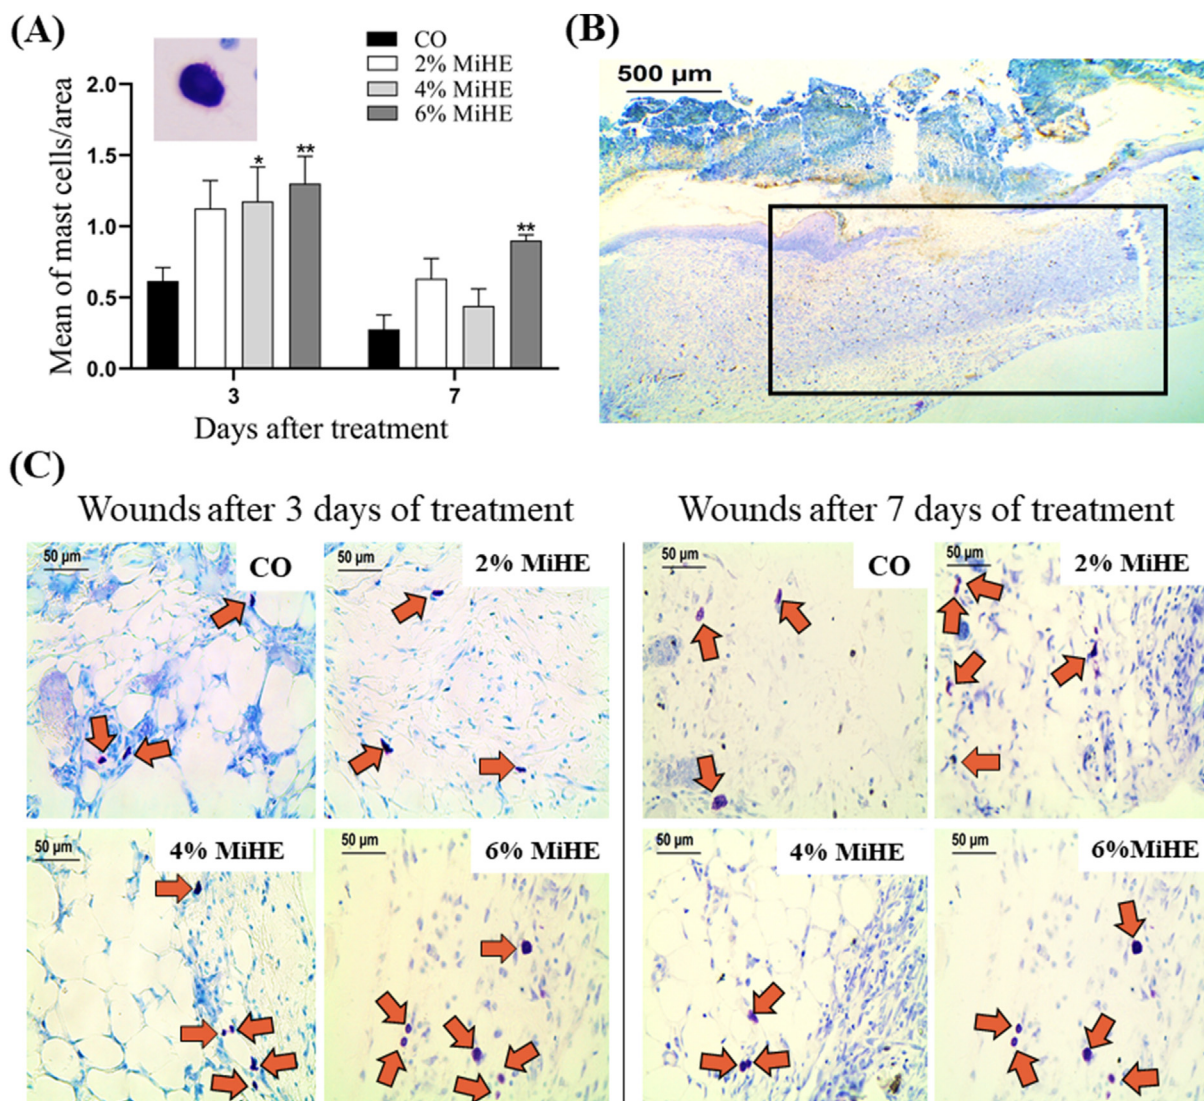 (A)
CO
2% MiHE
4% MiHE
6% MiHE
Mean of mast cells/area
2.0
1.5
1.0
0.5
0.0
*
**
**
3
7
Days after treatment
(B)
500 µm
(C)
Wounds after 3 days of treatment
Wounds after 7 days of treatment
50 µm
CO
50 µm
2% MiHE
50 µm
CO
50 µm
2% MiHE
50 µm
4% MiHE
50 µm
6% MiHE
50 µm
4% MiHE
50 µm
6%MiHE